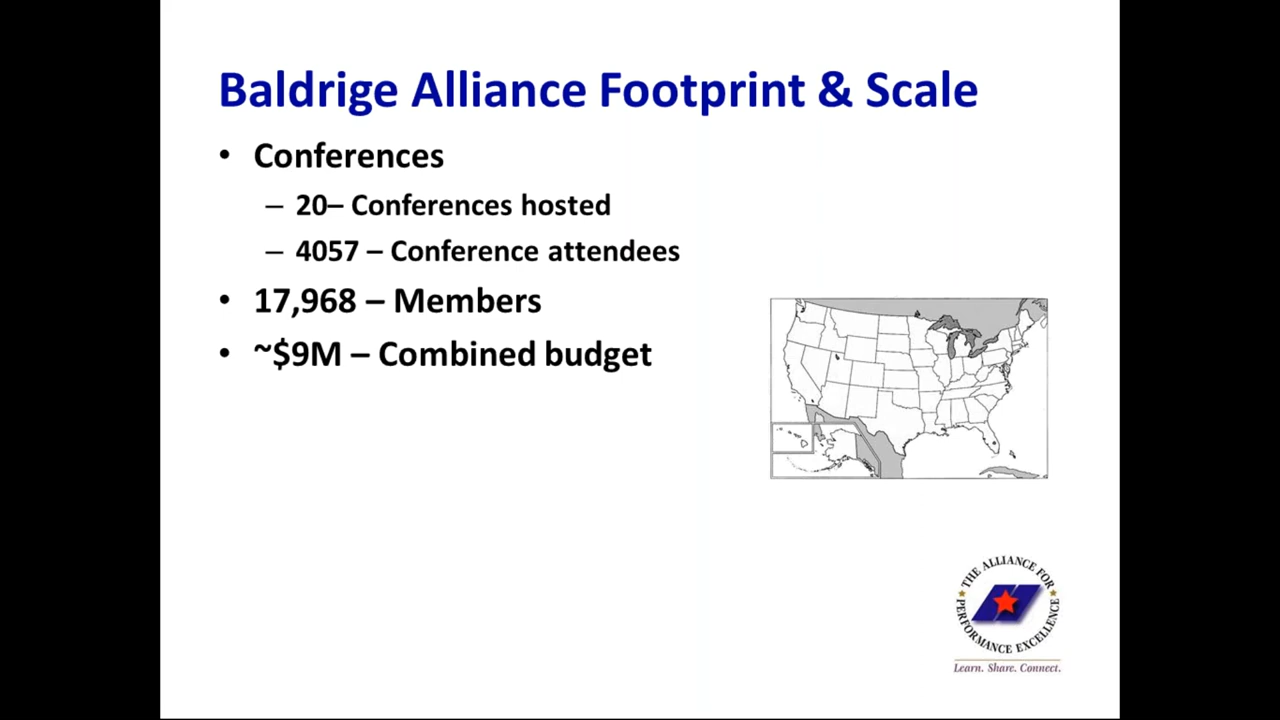 Baldrige Alliance Footprint & Scale
• Conferences
– 20– Conferences hosted
– 4057 – Conference attendees
• 17,968 – Members
• ~$9M – Combined budget
THE ALLIANCE FOR
PERFORMANCE EXCELLENCE
Learn. Share. Connect.